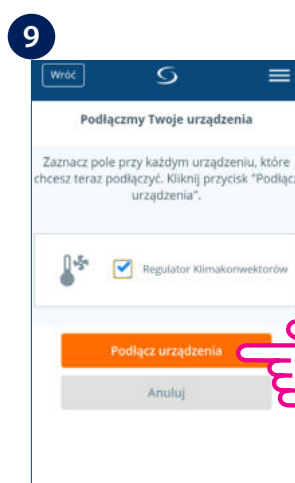 9
Wróć
Podłączmy Twoje urządzenia
Zaznacz pole przy każdym urządzeniu, które
chcesz teraz podłączyć. Kliknij przycisk "Podłącz
urządzenia".
Regulator Klimakonwektorów
Podłącz urządzenia
Anuluj